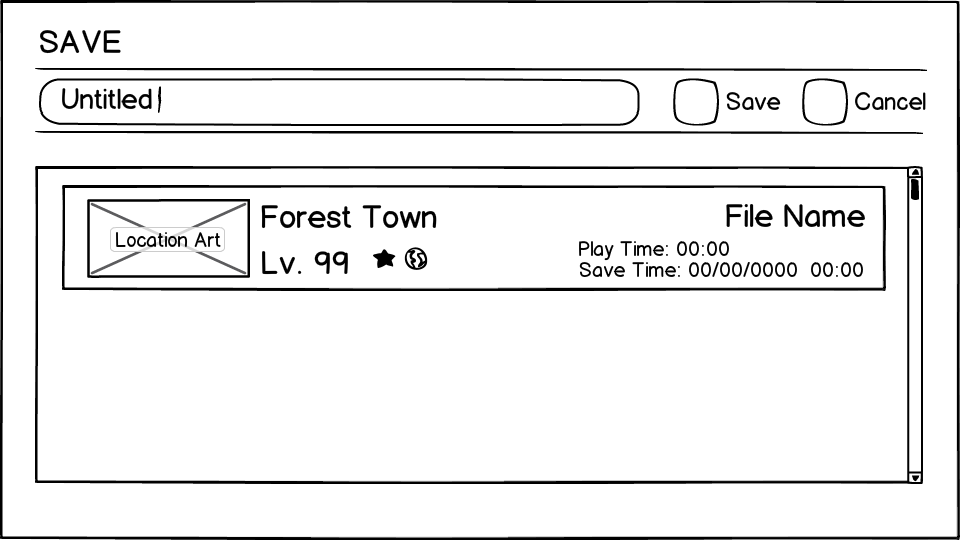 SAVE
Untitled
Save
Cancel
Location Art
Forest Town
Lv. 99
File Name
Play Time: 00:00
Save Time: 00/00/0000 00:00